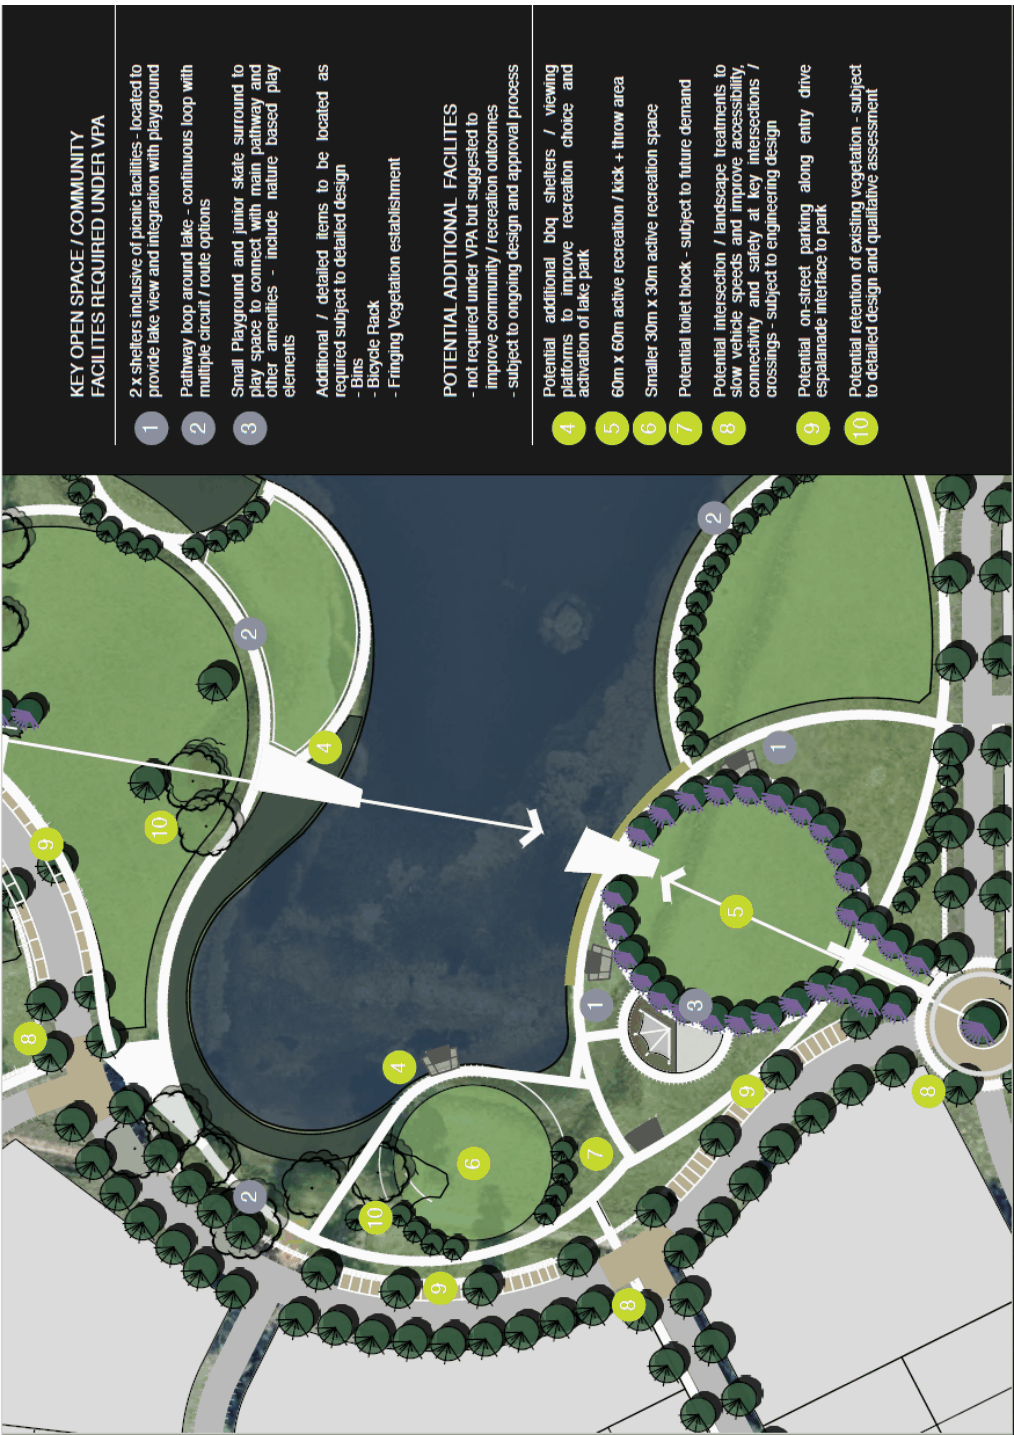 KEY OPEN SPACE / COMMUNITY
FACILITES REQUIRED UNDER VPA
1
2 x shelters inclusive of picnic facilities - located to
provide lake view and integration with playground
2
Pathway loop around lake - continuous loop with
multiple circuit / route options
3
Small Playground and junior skate surround to
play space to connect with main pathway and
other amenities - include nature based play
elements
Additional / detailed items to be located as
required subject to detailed design
- Bins
- Bicycle Rack
- Fringing Vegetation establishment
POTENTIAL ADDITIONAL FACILITES
- not required under VPA but suggested to
improve community / recreation outcomes
- subject to ongoing design and approval process
4
Potential additional bbq shelters / viewing
platforms to improve recreation choice and
activation of lake park
5
60m x 60m active recreation / kick + throw area
6
Smaller 30m x 30m active recreation space
7
Potential toilet block - subject to future demand
8
Potential intersection / landscape treatments to
slow vehicle speeds and improve accessibility,
connectivity and safety at key intersections /
crossings - subject to engineering design
9
Potential on-street parking along entry drive
esplanade interface to park
10
Potential retention of existing vegetation - subject
to detailed design and qualitative assessment
2
2
4
1
10
9
5
1
3
8
4
9
8
6
7
2
10
9
8